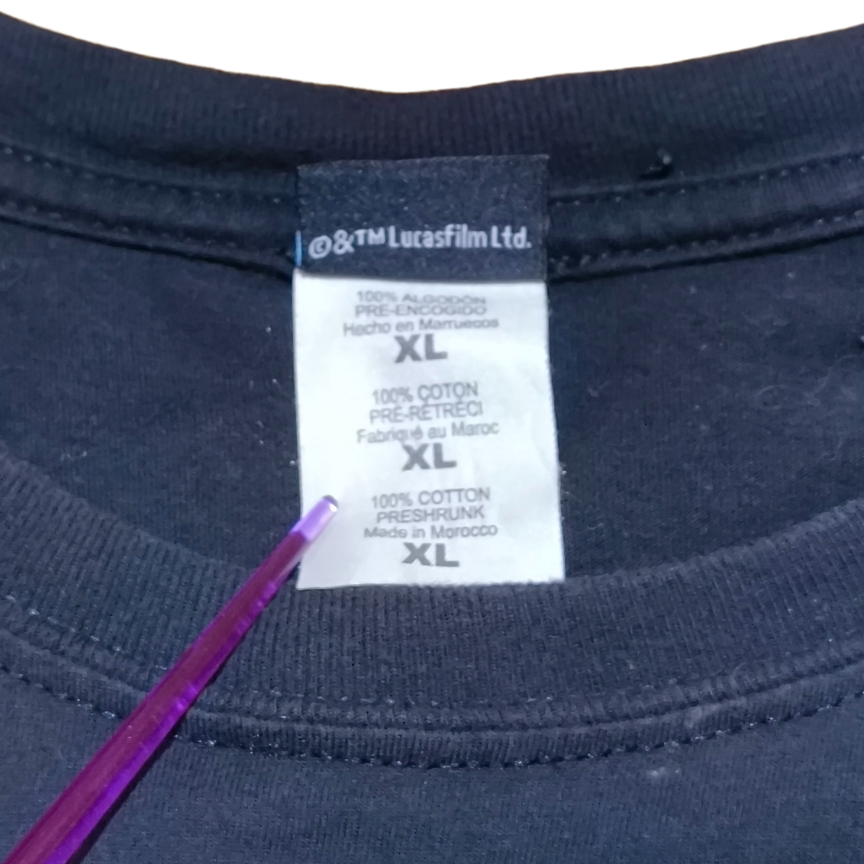 ©&™ Lucasfilm Ltd.
100% ALGODÓN
PRE-ENCOGIDO
Hecho en Marruecos
XL
100% COTON
PRÉ-RÉTRÉCI
Fabriqué au Maroc
XL
100% COTTON
PRESHRUNK
Made in Morocco
XL